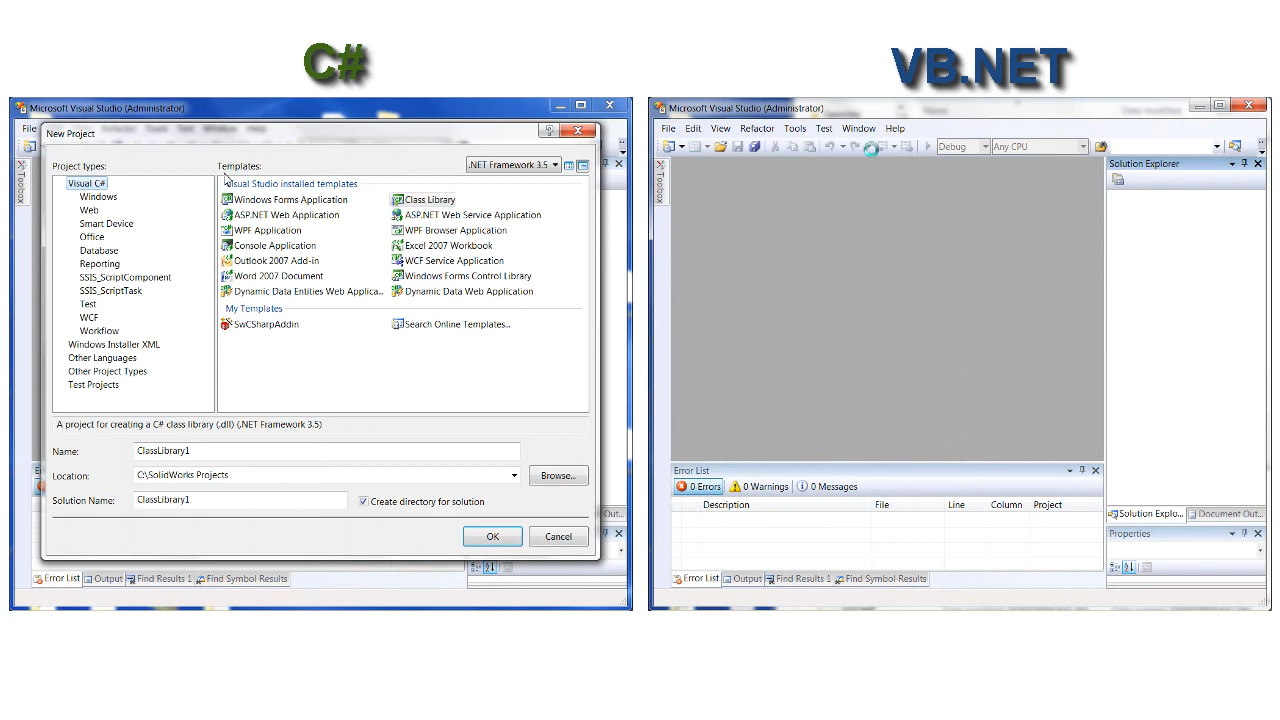 C#
VB.NET
Microsoft Visual Studio (Administrator)
File
New Project
Project types:
Templates:
.NET Framework 3.5
Visual C#
Windows
Web
Smart Device
Office
Database
Reporting
SSIS_ScriptComponent
SSIS_ScriptTask
Test
WCF
Workflow
Windows Installer XML
Other Languages
Other Project Types
Test Projects
Visual Studio installed templates
Windows Forms Application
Class Library
ASP.NET Web Application
ASP.NET Web Service Application
WPF Application
WPF Browser Application
Console Application
Excel 2007 Workbook
Outlook 2007 Add-in
WCF Service Application
Word 2007 Document
Windows Forms Control Library
Dynamic Data Entities Web Applica...
Dynamic Data Web Application
My Templates
SwCSharpAddin
Search Online Templates...
A project for creating a C# class library (.dll) (.NET Framework 3.5)
Name: ClassLibrary1
Location: C:\SolidWorks Projects
Browse...
Solution Name: ClassLibrary1
Create directory for solution
OK
Cancel
Toolbox
Out...
Error List
Output
Find Results 1
Find Symbol Results
Microsoft Visual Studio (Administrator)
File Edit View Refactor Tools Test Window Help
Debug
Any CPU
Toolbox
Solution Explorer
Error List
0 Errors
0 Warnings
0 Messages
Description
File
Line
Column
Project
Solution Explo...
Document Out...
Properties
Error List
Output
Find Results 1
Find Symbol Results